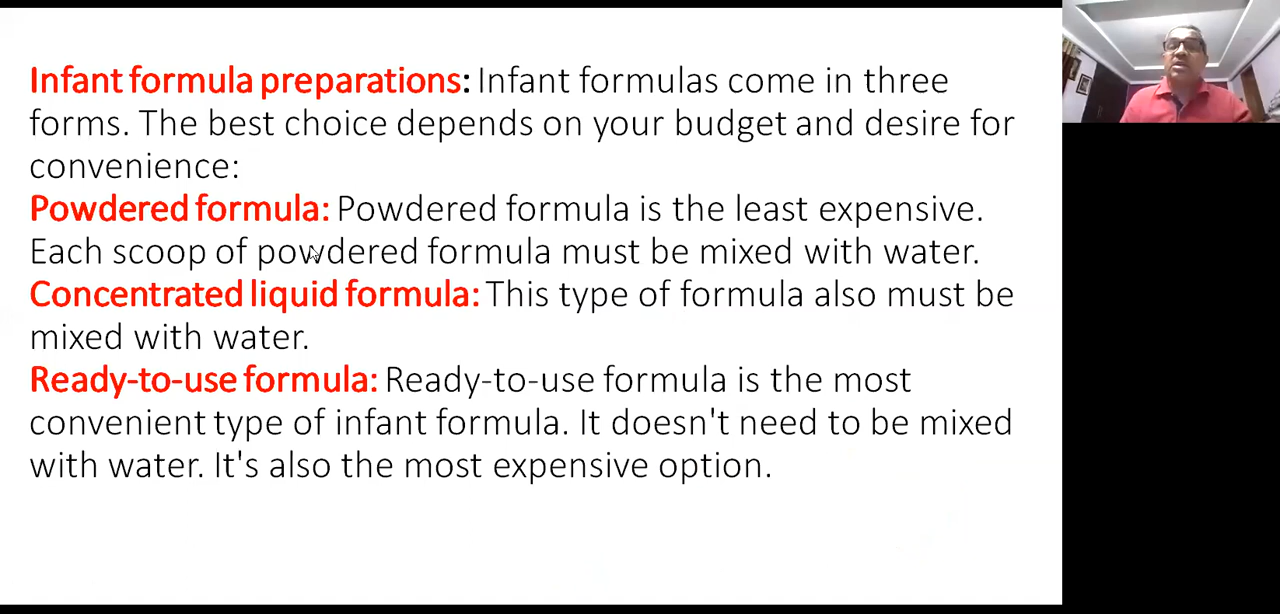 Infant formula preparations: Infant formulas come in three
forms. The best choice depends on your budget and desire for
convenience:
Powdered formula: Powdered formula is the least expensive.
Each scoop of powdered formula must be mixed with water.
Concentrated liquid formula: This type of formula also must be
mixed with water.
Ready-to-use formula: Ready-to-use formula is the most
convenient type of infant formula. It doesn't need to be mixed
with water. It's also the most expensive option.